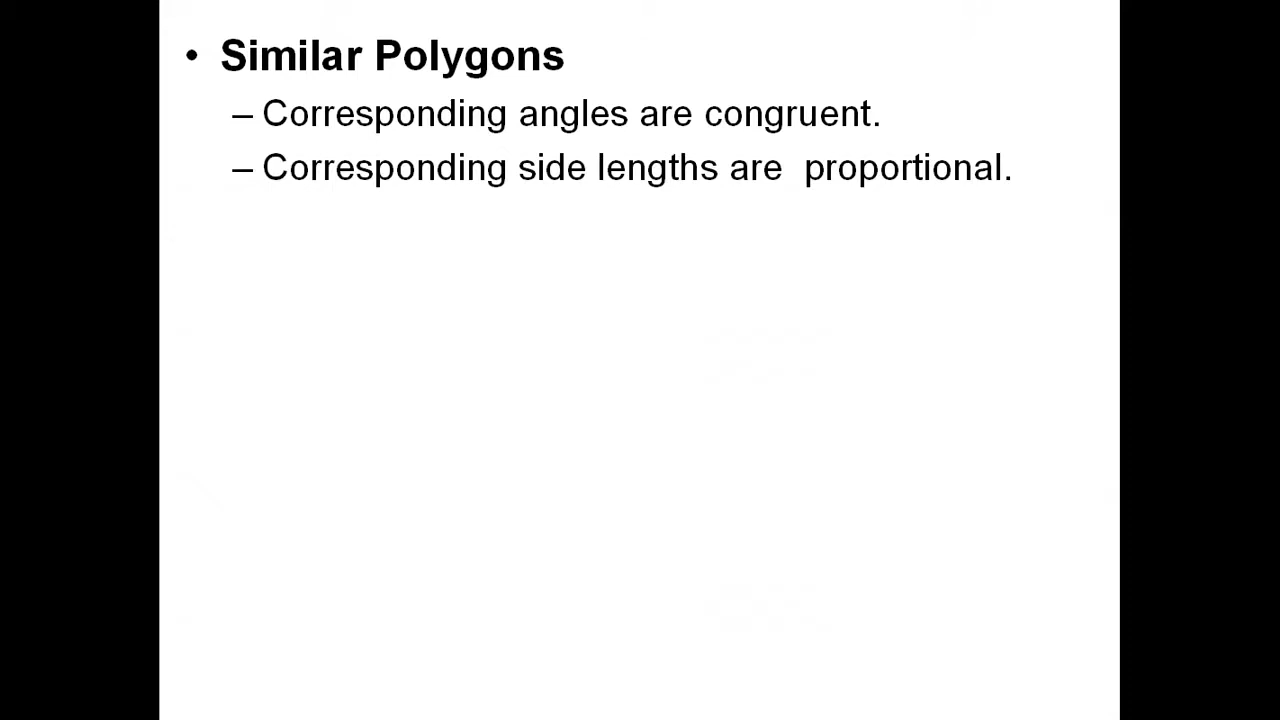 • Similar Polygons
– Corresponding angles are congruent.
– Corresponding side lengths are  proportional.